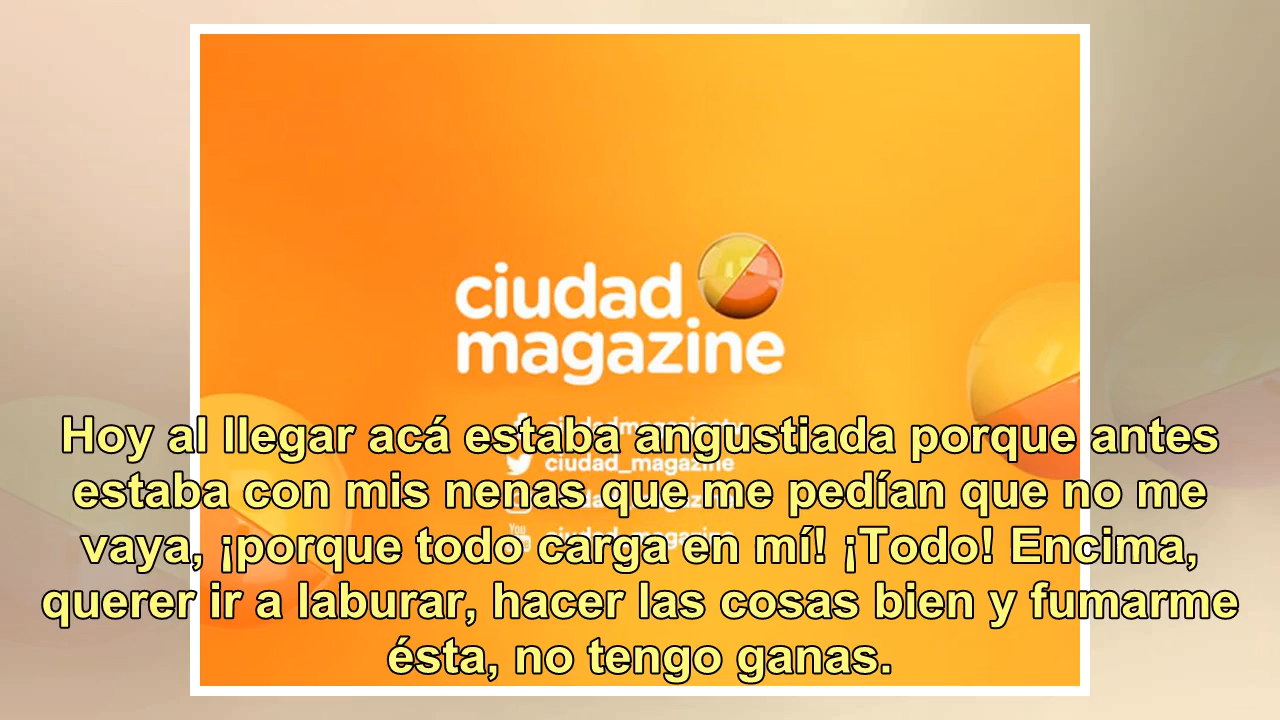 ciudad
magazine
ciudad_magazine
Hoy al llegar acá estaba angustiada porque antes
estaba con mis nenas que me pedían que no me
vaya, ¡porque todo carga en mí! ¡Todo! Encima,
querer ir a laburar, hacer las cosas bien y fumarme
ésta, no tengo ganas.